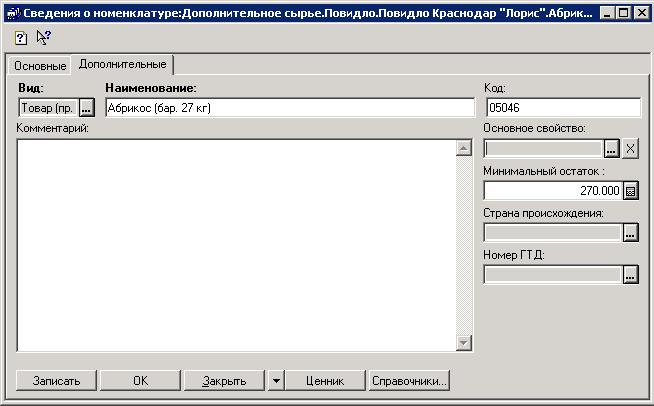 Сведения о номенклатуре:Дополнительное сырье.Повидло.Повидло Краснодар "Лорис".Абрик...
Основные Дополнительные
Вид: Наименование: Код:
Товар (пр. ... Абрикос (бар. 27 кг) 05046
Комментарий: Основное свойство:
... X
Минимальный остаток :
270.000
Страна происхождения:
...
Номер ГТД:
...
Записать OK Закрыть Ценник Справочники...